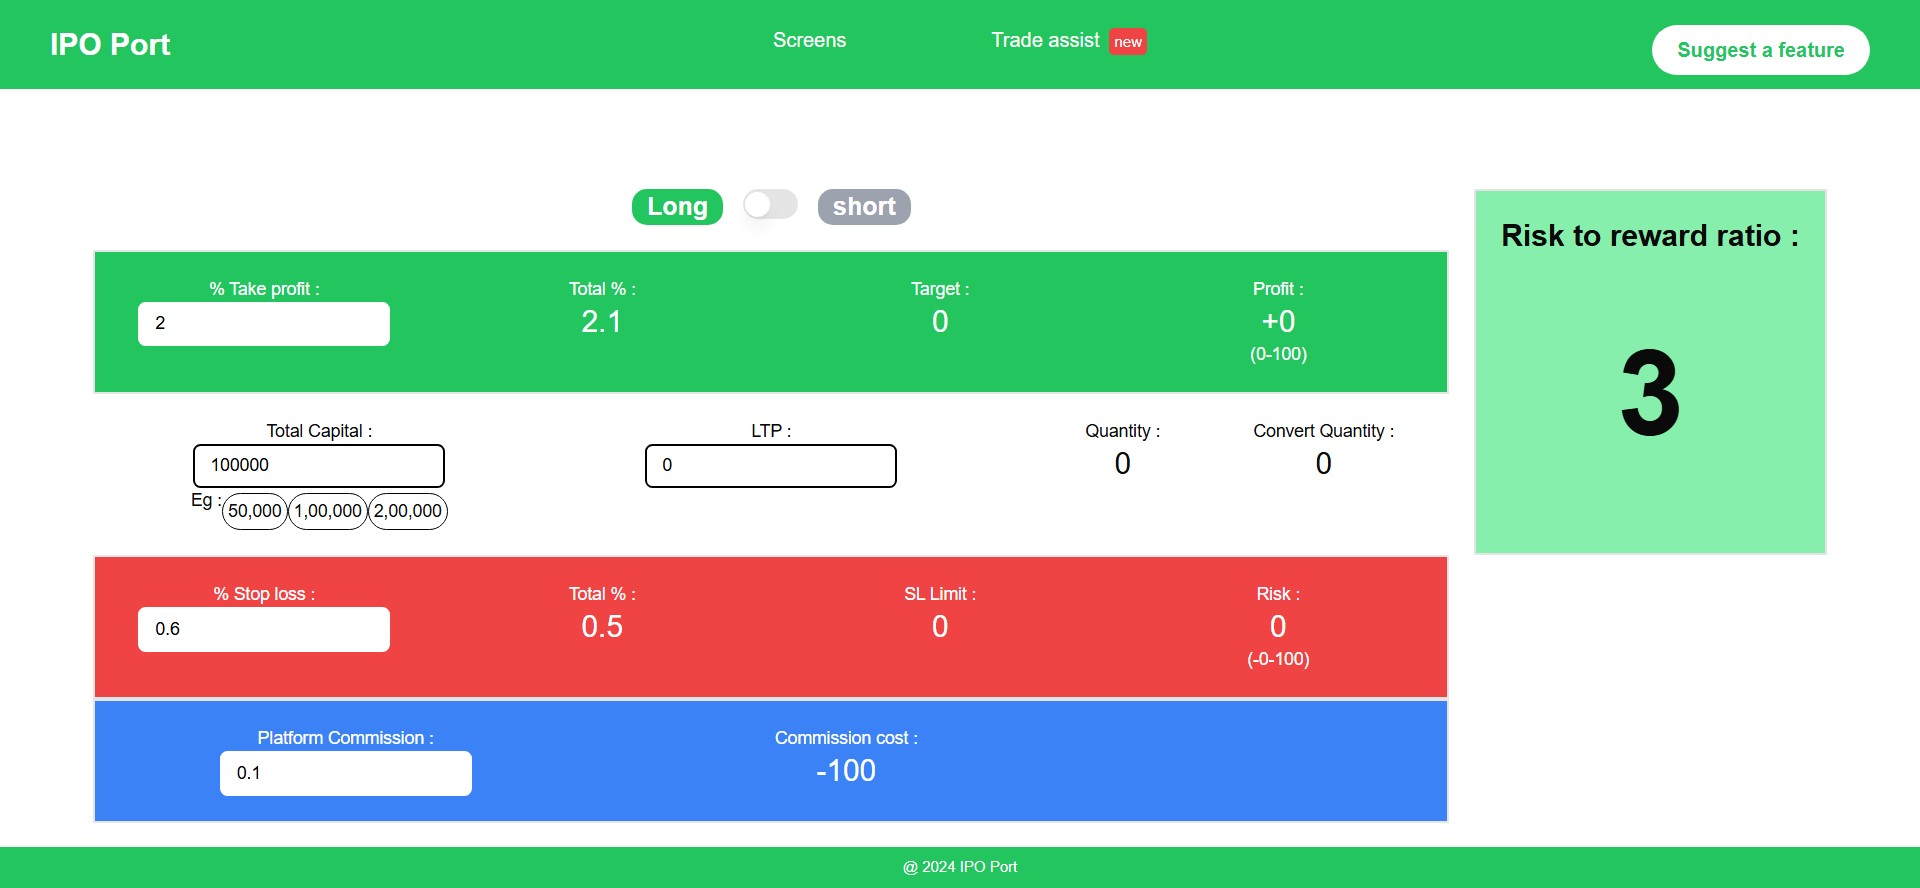 IPO Port
Screens
Trade assist new
Suggest a feature
Long
short
Risk to reward ratio :
3
% Take profit :
2
Total % :
2.1
Target :
0
Profit :
+0
(0-100)
Total Capital :
100000
Eg : 50,000 1,00,000 2,00,000
LTP :
0
Quantity :
0
Convert Quantity :
0
% Stop loss :
0.6
Total % :
0.5
SL Limit :
0
Risk :
0
(-0-100)
Platform Commission :
0.1
Commission cost :
-100
@ 2024 IPO Port